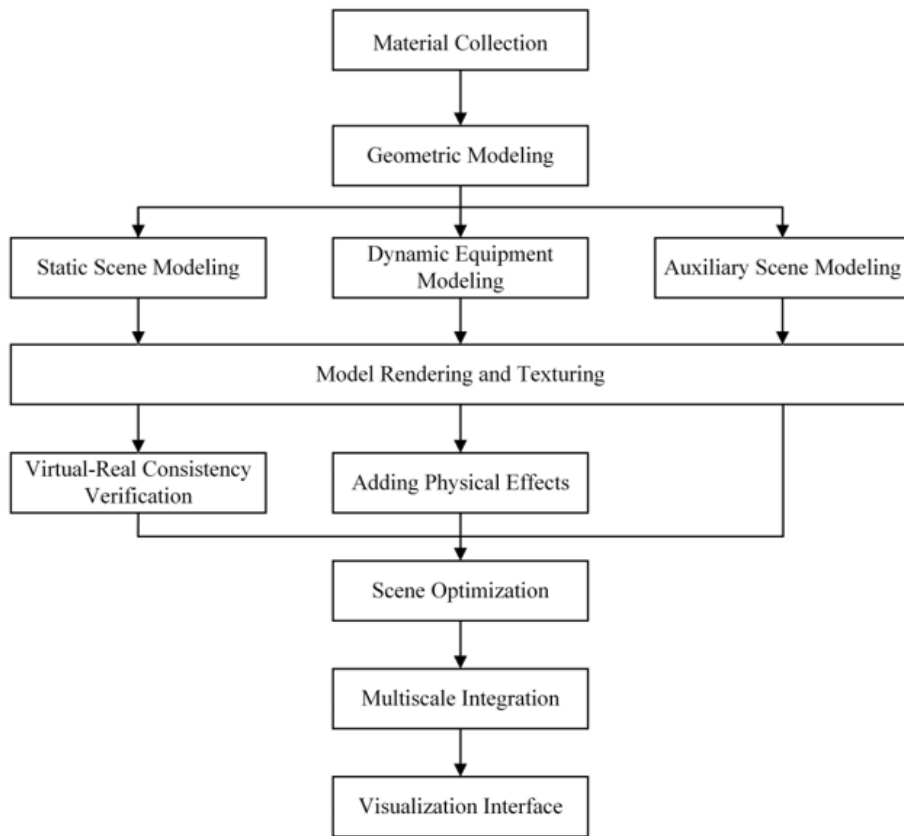 Material Collection
Geometric Modeling
Static Scene Modeling
Dynamic Equipment
Modeling
Auxiliary Scene Modeling
Model Rendering and Texturing
Virtual-Real Consistency
Verification
Adding Physical Effects
Scene Optimization
Multiscale Integration
Visualization Interface